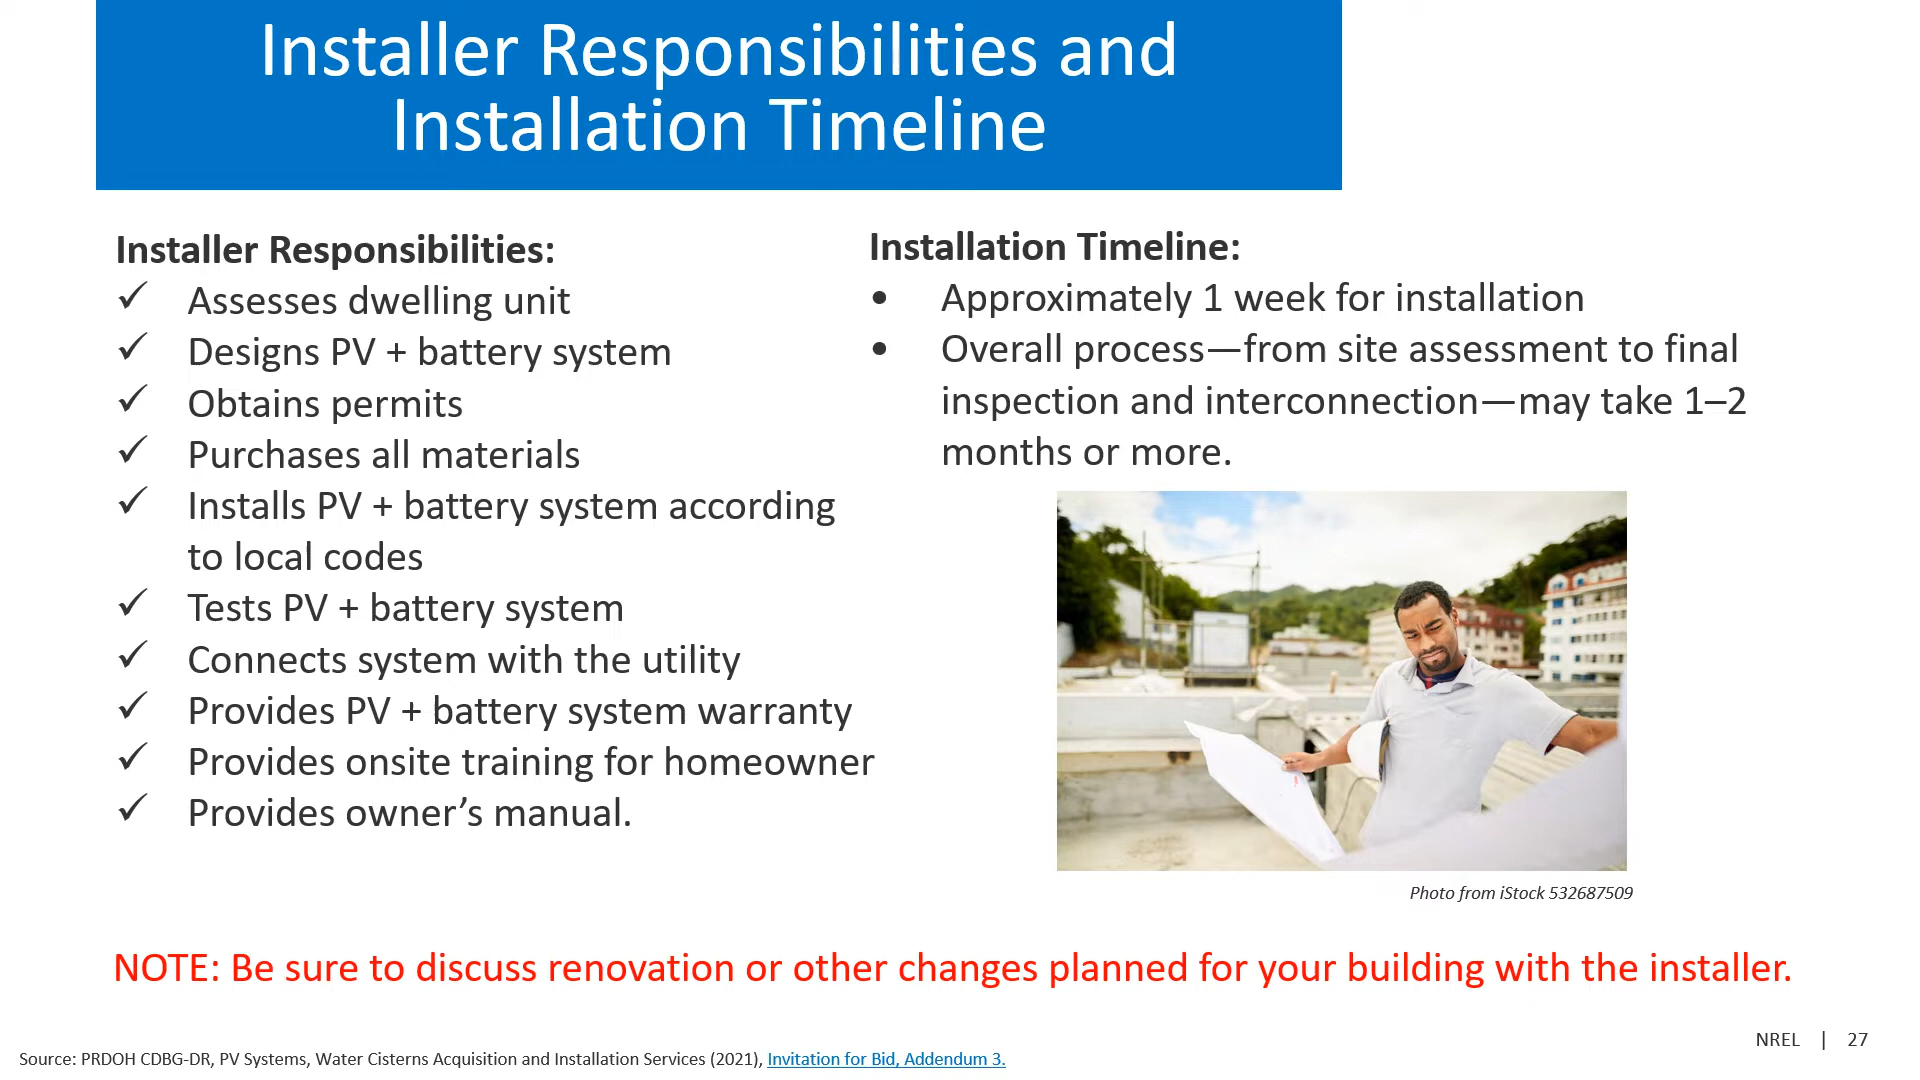 Installer Responsibilities and
Installation Timeline
Installer Responsibilities:
✓ Assesses dwelling unit
✓ Designs PV + battery system
✓ Obtains permits
✓ Purchases all materials
✓ Installs PV + battery system according
to local codes
✓ Tests PV + battery system
✓ Connects system with the utility
✓ Provides PV + battery system warranty
✓ Provides onsite training for homeowner
✓ Provides owner’s manual.
Installation Timeline:
• Approximately 1 week for installation
• Overall process—from site assessment to final
inspection and interconnection—may take 1–2
months or more.
Photo from iStock 532687509
NOTE: Be sure to discuss renovation or other changes planned for your building with the installer.
NREL | 27
Source: PRDOH CDBG-DR, PV Systems, Water Cisterns Acquisition and Installation Services (2021), Invitation for Bid, Addendum 3.